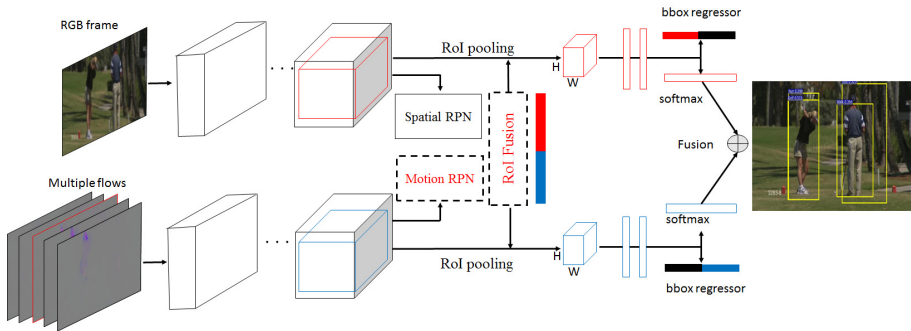 RGB frame
bbox regressor
RoI pooling
H
W
Spatial RPN
softmax
RoI Fusion
Fusion
Motion RPN
Multiple flows
softmax
RoI pooling
H
W
bbox regressor